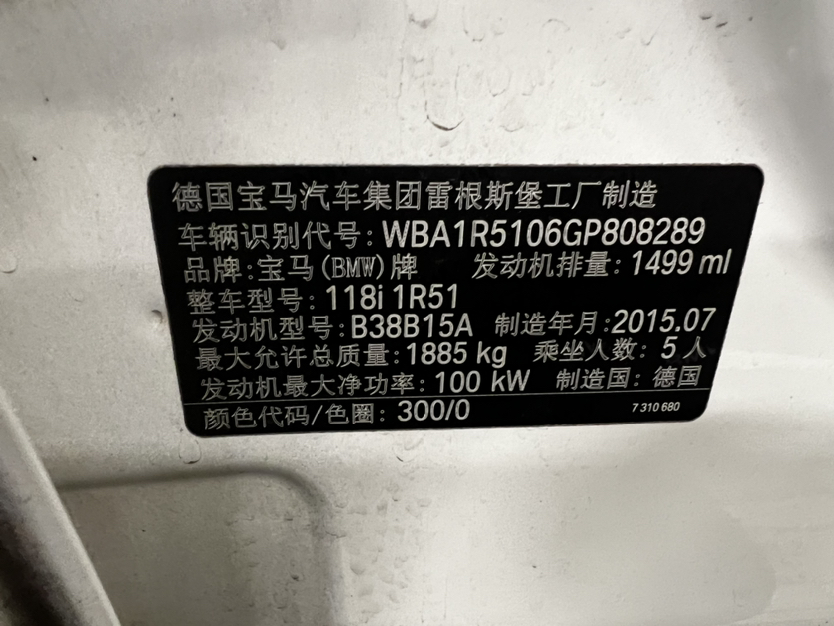 德国宝马汽车集团雷根斯堡工厂制造
车辆识别代号: WBA1R5106GP808289
品牌:宝马(BMW)牌 发动机排量: 1499 ml
整车型号: 118i 1R51
发动机型号: B38B15A 制造年月:2015.07
最大允许总质量: 1885 kg 乘坐人数: 5 人
发动机最大净功率: 100 kW 制造国: 德国
颜色代码/色圈: 300/0 7 310 680